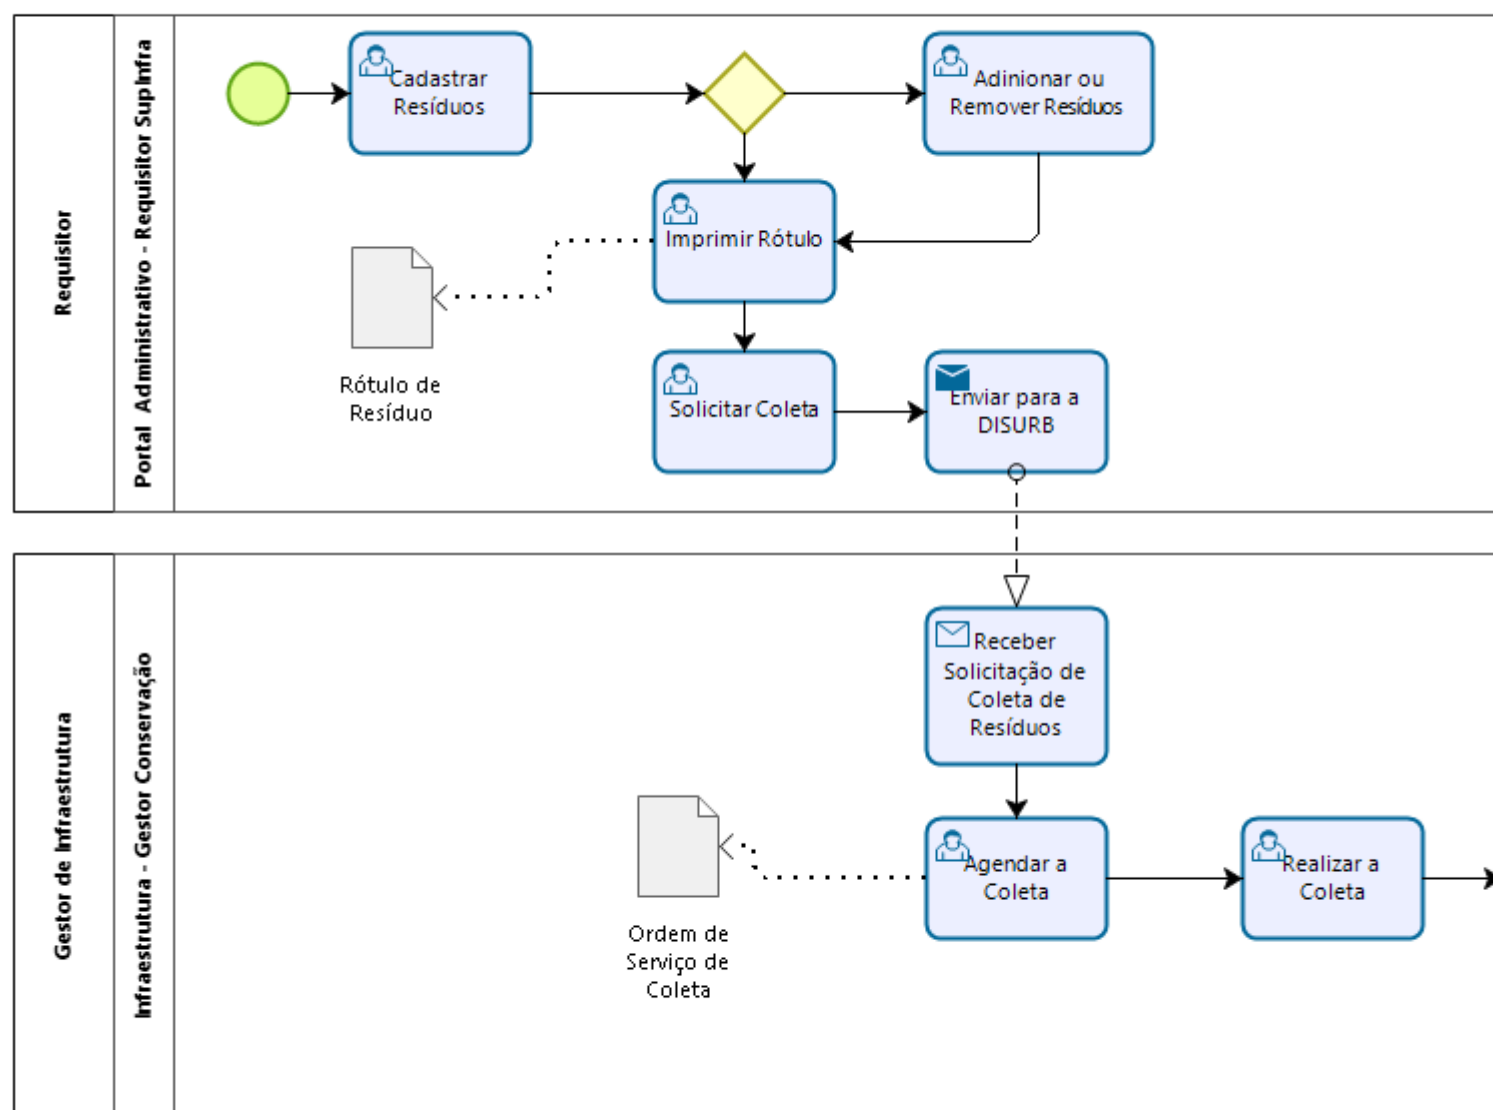 Requisitor
Portal Administrativo - Requisitor SupInfra
Cadastrar
Resíduos
Adinionar ou
Remover Resíduos
Imprimir Rótulo
Rótulo de
Resíduo
Solicitar Coleta
Enviar para a
DISURB
Gestor de Infraestrutura
Infraestrutura - Gestor Conservação
Receber
Solicitação de
Coleta de
Resíduos
Agendar a
Coleta
Realizar a
Coleta
Ordem de
Serviço de
Coleta